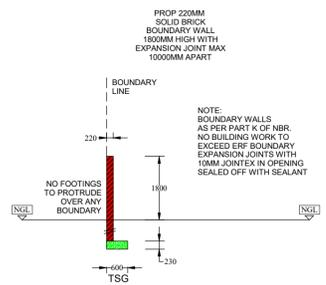 PROP 220MM
SOLID BRICK
BOUNDARY WALL
1800MM HIGH WITH
EXPANSION JOINT MAX
10000MM APART
BOUNDARY
LINE
NOTE:
BOUNDARY WALLS
AS PER PART K OF NBR.
NO BUILDING WORK TO
EXCEED ERF BOUNDARY
EXPANSION JOINTS WITH
10MM JOINTEX IN OPENING
SEALED OFF WITH SEALANT
220
NO FOOTINGS
TO PROTRUDE
OVER ANY
BOUNDARY
1800
NGL
NGL
230
600
TSG